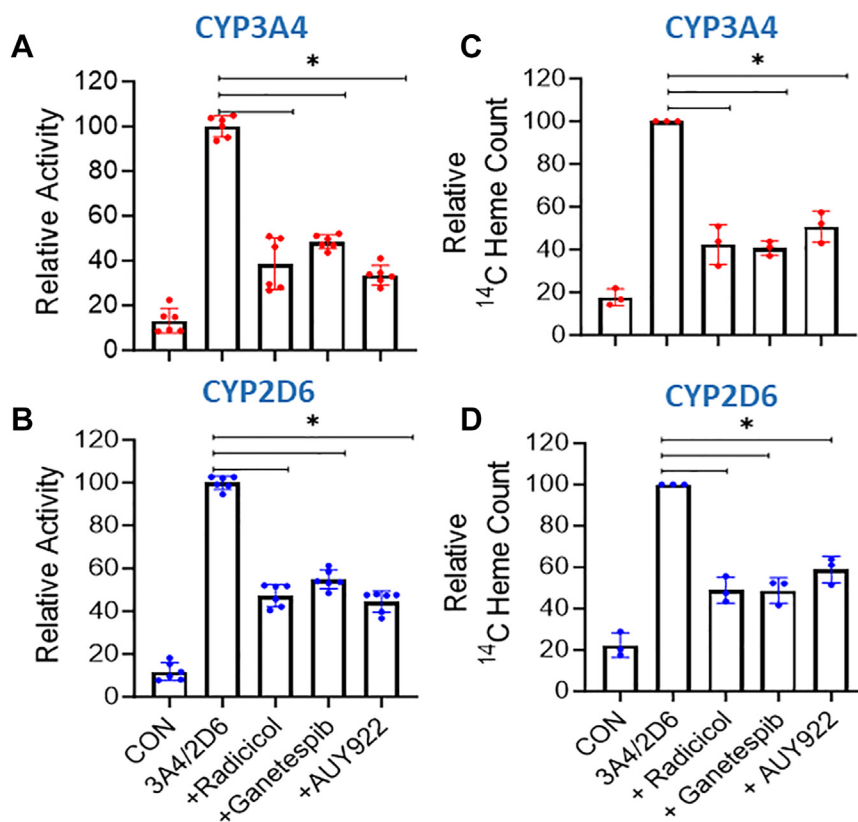 A
CYP3A4
*
Relative Activity
120
100
80
60
40
20
0
B
CYP2D6
*
Relative Activity
120
100
80
60
40
20
0
CON
3A4/2D6
+Radicicol
+Ganetespib
+AUY922
C
CYP3A4
*
Relative
14C Heme Count
120
100
80
60
40
20
0
D
CYP2D6
*
Relative
14C Heme Count
120
100
80
60
40
20
0
CON
3A4/2D6
+ Radicicol
+ Ganetespib
+ AUY922